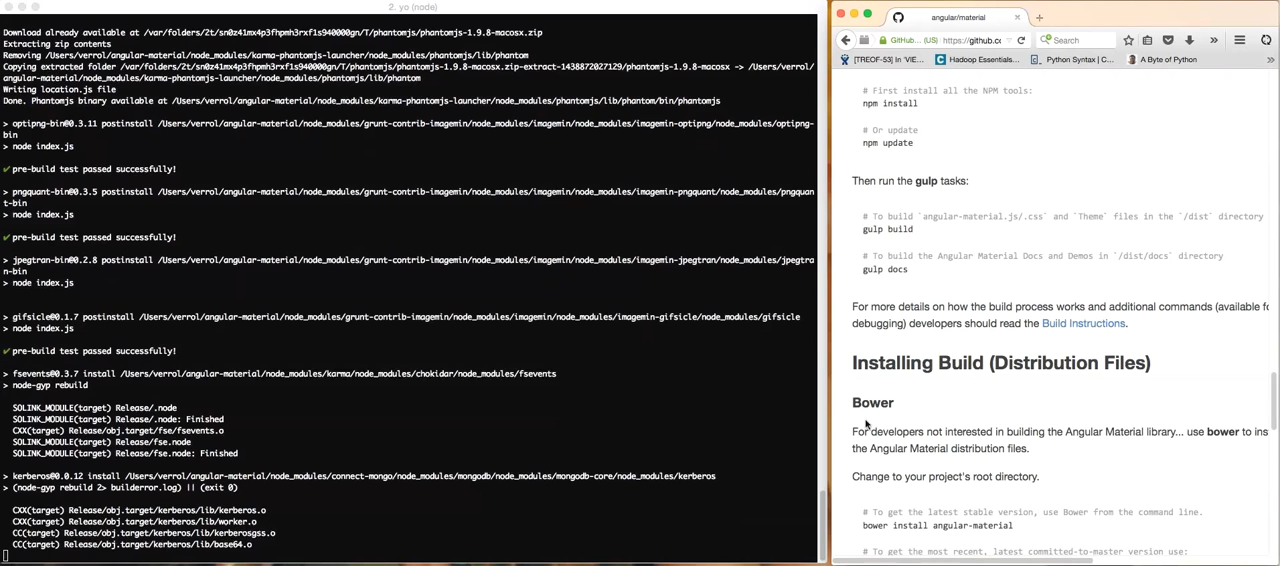 2. yo (node)
Download already available at /var/folders/2t/sn0z41mx4p3fhpmh3rxf1s940000gn/T/phantomjs/phantomjs-1.9.8-macosx.zip
Extracting zip contents
Removing /Users/verrol/angular-material/node_modules/karma-phantomjs-launcher/node_modules/phantomjs/lib/phantom
Copying extracted folder /var/folders/2t/sn0z41mx4p3fhpmh3rxf1s940000gn/T/phantomjs/phantomjs-1.9.8-macosx.zip-extract-1438872027129/phantomjs-1.9.8-macosx -> /Users/verrol/
angular-material/node_modules/karma-phantomjs-launcher/node_modules/phantomjs/lib/phantom
Writing location.js file
Done. Phantomjs binary available at /Users/verrol/angular-material/node_modules/karma-phantomjs-launcher/node_modules/phantomjs/lib/phantom/bin/phantomjs
> optipng-bin@0.3.11 postinstall /Users/verrol/angular-material/node_modules/grunt-contrib-imagemin/node_modules/imagemin/node_modules/imagemin-optipng/node_modules/optipng-
bin
> node index.js
✔ pre-build test passed successfully!
> pngquant-bin@0.3.5 postinstall /Users/verrol/angular-material/node_modules/grunt-contrib-imagemin/node_modules/imagemin/node_modules/imagemin-pngquant/node_modules/pngquan
t-bin
> node index.js
✔ pre-build test passed successfully!
> jpegtran-bin@0.2.8 postinstall /Users/verrol/angular-material/node_modules/grunt-contrib-imagemin/node_modules/imagemin/node_modules/imagemin-jpegtran/node_modules/jpegtra
n-bin
> node index.js
> gifsicle@0.1.7 postinstall /Users/verrol/angular-material/node_modules/grunt-contrib-imagemin/node_modules/imagemin/node_modules/imagemin-gifsicle/node_modules/gifsicle
> node index.js
✔ pre-build test passed successfully!
> fsevents@0.3.7 install /Users/verrol/angular-material/node_modules/karma/node_modules/chokidar/node_modules/fsevents
> node-gyp rebuild
SOLINK_MODULE(target) Release/.node
SOLINK_MODULE(target) Release/.node: Finished
CXX(target) Release/obj.target/fse/fsevents.o
SOLINK_MODULE(target) Release/fse.node
SOLINK_MODULE(target) Release/fse.node: Finished
> kerberos@0.0.12 install /Users/verrol/angular-material/node_modules/connect-mongo/node_modules/mongodb/node_modules/mongodb-core/node_modules/kerberos
> (node-gyp rebuild 2> builderror.log) || (exit 0)
CXX(target) Release/obj.target/kerberos/lib/kerberos.o
CXX(target) Release/obj.target/kerberos/lib/worker.o
CC(target) Release/obj.target/kerberos/lib/kerberosgss.o
CC(target) Release/obj.target/kerberos/lib/base64.o
angular/material
GitHub... (US) https://github.cc Search
[TREOF-53] In 'VIE... Hadoop Essentials... Python Syntax | C... A Byte of Python
# First install all the NPM tools:
npm install
# Or update
npm update
Then run the gulp tasks:
# To build `angular-material.js/.css` and `Theme` files in the `/dist` directory
gulp build
# To build the Angular Material Docs and Demos in `/dist/docs` directory
gulp docs
For more details on how the build process works and additional commands (available fo
debugging) developers should read the Build Instructions.
Installing Build (Distribution Files)
Bower
For developers not interested in building the Angular Material library... use bower to ins
the Angular Material distribution files.
Change to your project's root directory.
# To get the latest stable version, use Bower from the command line.
bower install angular-material
# To get the most recent, latest committed-to-master version use: